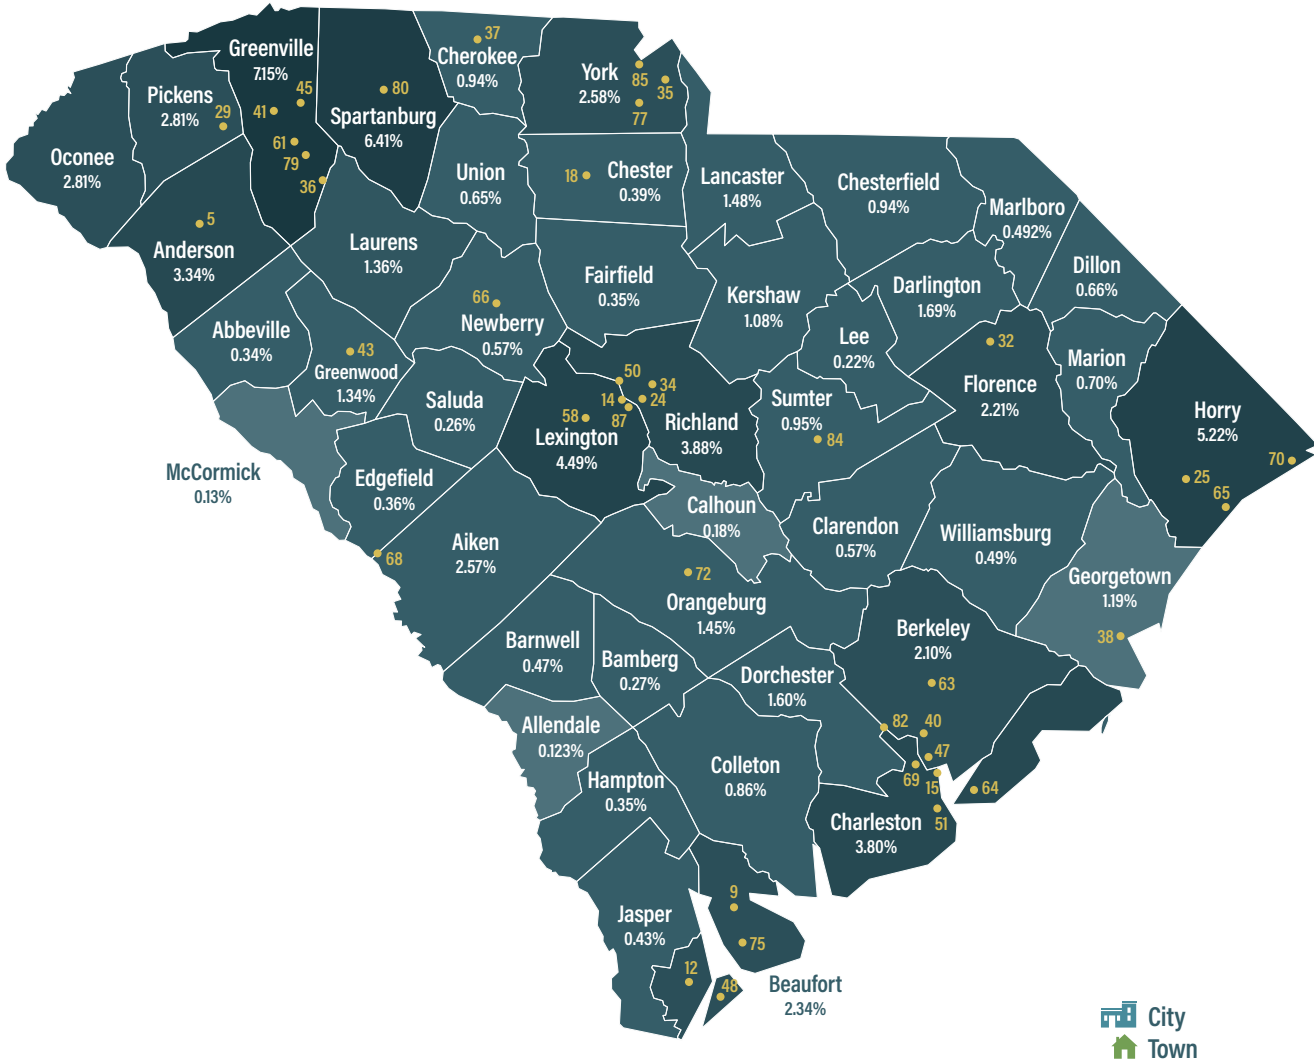 Greenville
7.15%
45
41
61
79
36
Spartanburg
6.41%
80
Cherokee
0.94%
37
York
2.58%
85
35
77
Pickens
2.81%
29
Oconee
2.81%
Anderson
3.34%
5
Union
0.65%
Chester
0.39%
18
Lancaster
1.48%
Chesterfield
0.94%
Marlboro
0.492%
Dillon
0.66%
Laurens
1.36%
Fairfield
0.35%
Kershaw
1.08%
Darlington
1.69%
Lee
0.22%
Florence
2.21%
32
Marion
0.70%
Horry
5.22%
70
25
65
Abbeville
0.34%
43
Greenwood
1.34%
66
Newberry
0.57%
Saluda
0.26%
50
14
58
87
Lexington
4.49%
34
24
Richland
3.88%
Sumter
0.95%
84
McCormick
0.13%
Edgefield
0.36%
68
Aiken
2.57%
Calhoun
0.18%
Clarendon
0.57%
Williamsburg
0.49%
Georgetown
1.19%
38
72
Orangeburg
1.45%
Barnwell
0.47%
Bamberg
0.27%
Berkeley
2.10%
63
40
47
Dorchester
1.60%
82
69
15
64
51
Charleston
3.80%
Allendale
0.123%
Hampton
0.35%
Colleton
0.86%
Jasper
0.43%
9
75
12
48
Beaufort
2.34%
City
Town